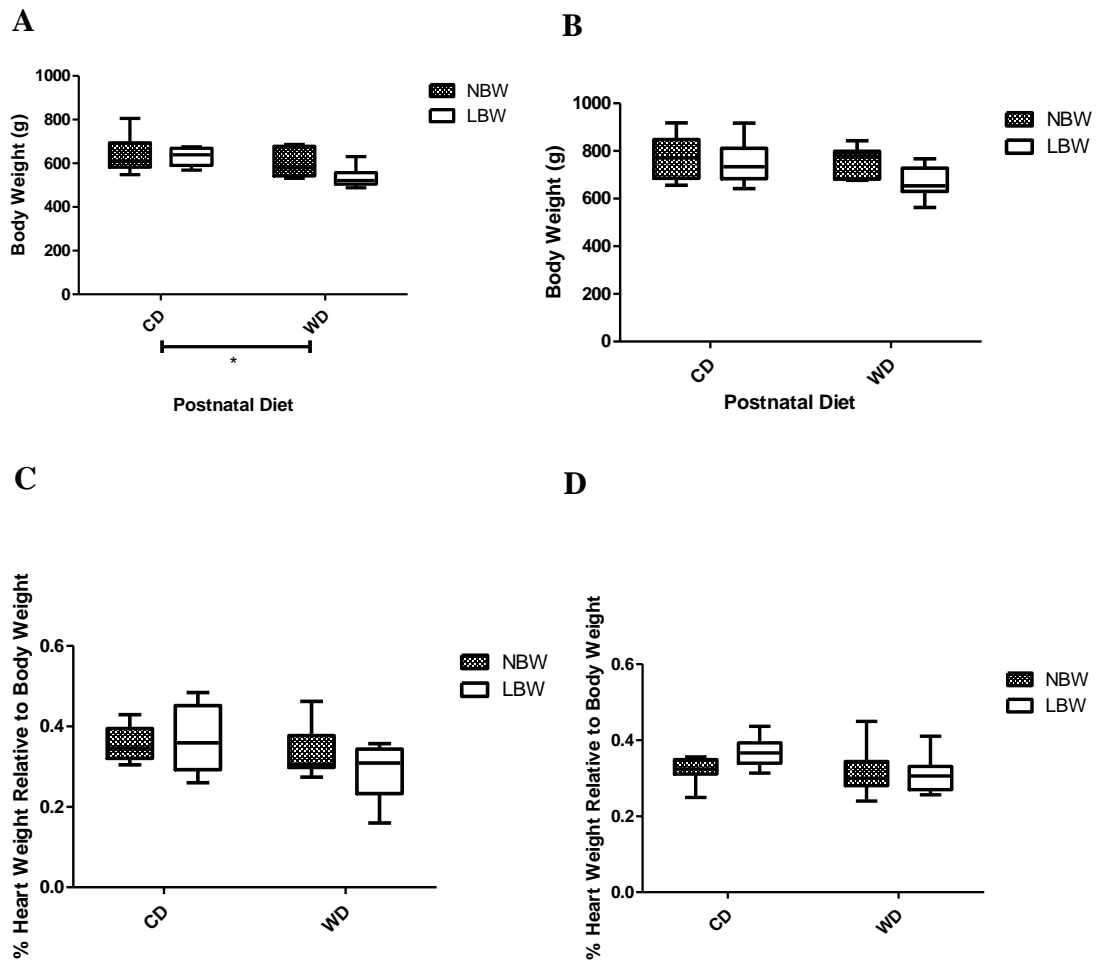 A
1000
800
600
400
200
0
Body Weight (g)
CD
WD
*
Postnatal Diet
NBW
LBW
B
1000
800
600
400
200
0
Body Weight (g)
CD
WD
Postnatal Diet
NBW
LBW
C
0.6
0.4
0.2
0.0
% Heart Weight Relative to Body Weight
CD
WD
NBW
LBW
D
0.6
0.4
0.2
0.0
% Heart Weight Relative to Body Weight
CD
WD
NBW
LBW